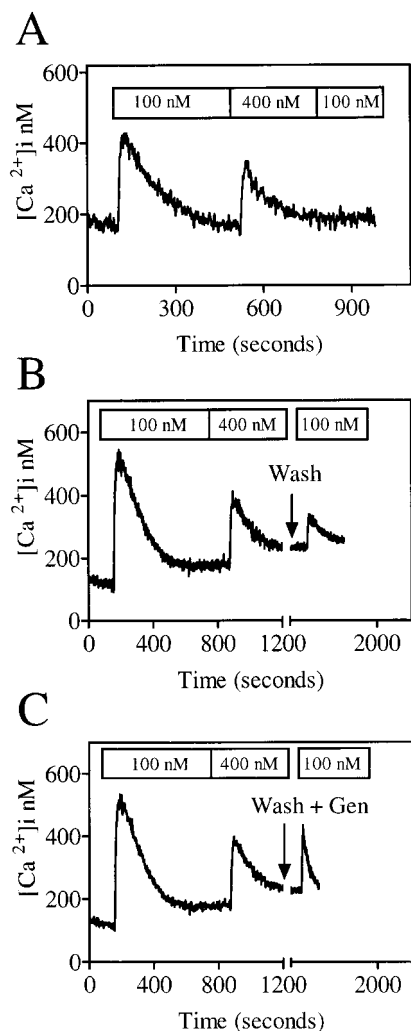 A
600
400
200
0
[Ca 2+]i nM
100 nM 400 nM 100 nM
0 300 600 900
Time (seconds)
B
600
400
200
0
[Ca 2+]i nM
100 nM 400 nM 100 nM
Wash
0 400 800 1200 2000
Time (seconds)
C
600
400
200
0
[Ca 2+]i nM
100 nM 400 nM 100 nM
Wash + Gen
0 400 800 1200 2000
Time (seconds)